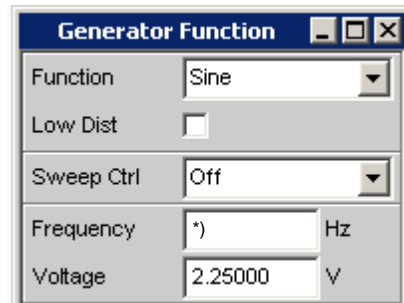 Generator Function
Function Sine
Low Dist
Sweep Ctrl Off
Frequency *) Hz
Voltage 2.25000 V